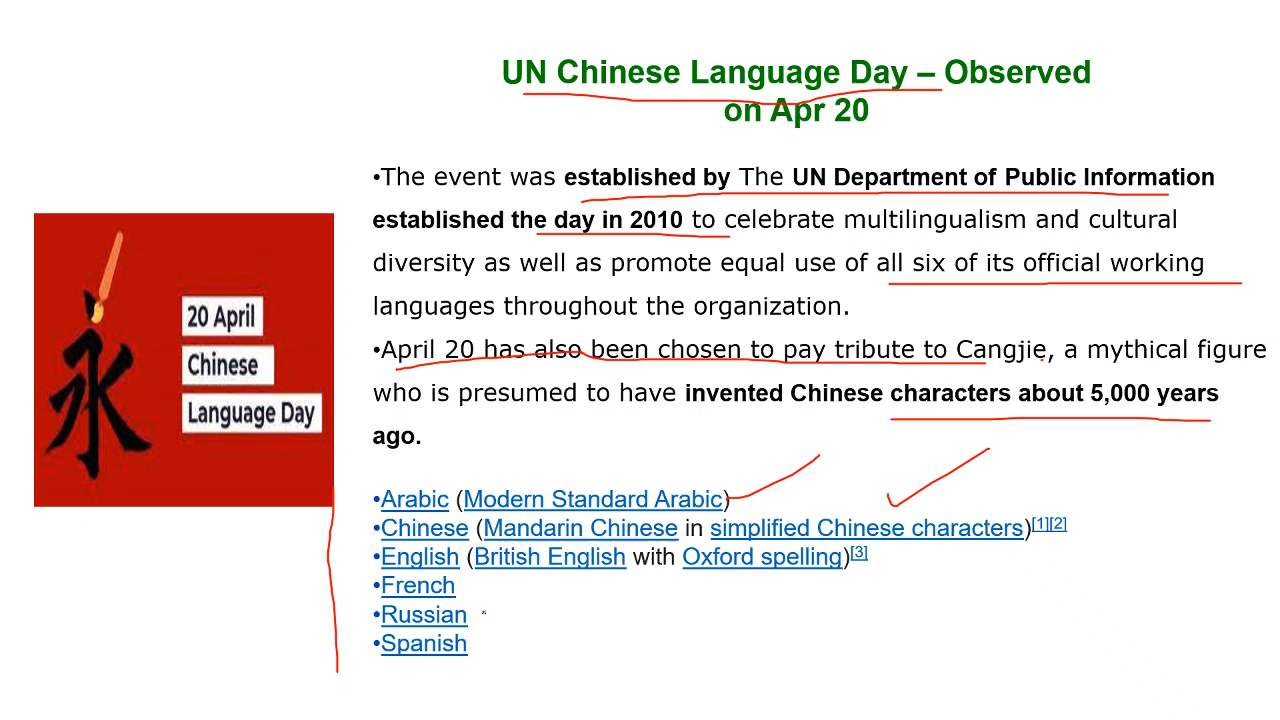 UN Chinese Language Day – Observed
on Apr 20
•The event was established by The UN Department of Public Information
established the day in 2010 to celebrate multilingualism and cultural
diversity as well as promote equal use of all six of its official working
languages throughout the organization.
•April 20 has also been chosen to pay tribute to Cangjie, a mythical figure
who is presumed to have invented Chinese characters about 5,000 years
ago.
永
20 April
Chinese
Language Day
•Arabic (Modern Standard Arabic)
•Chinese (Mandarin Chinese in simplified Chinese characters)[1][2]
•English (British English with Oxford spelling)[3]
•French
•Russian
•Spanish